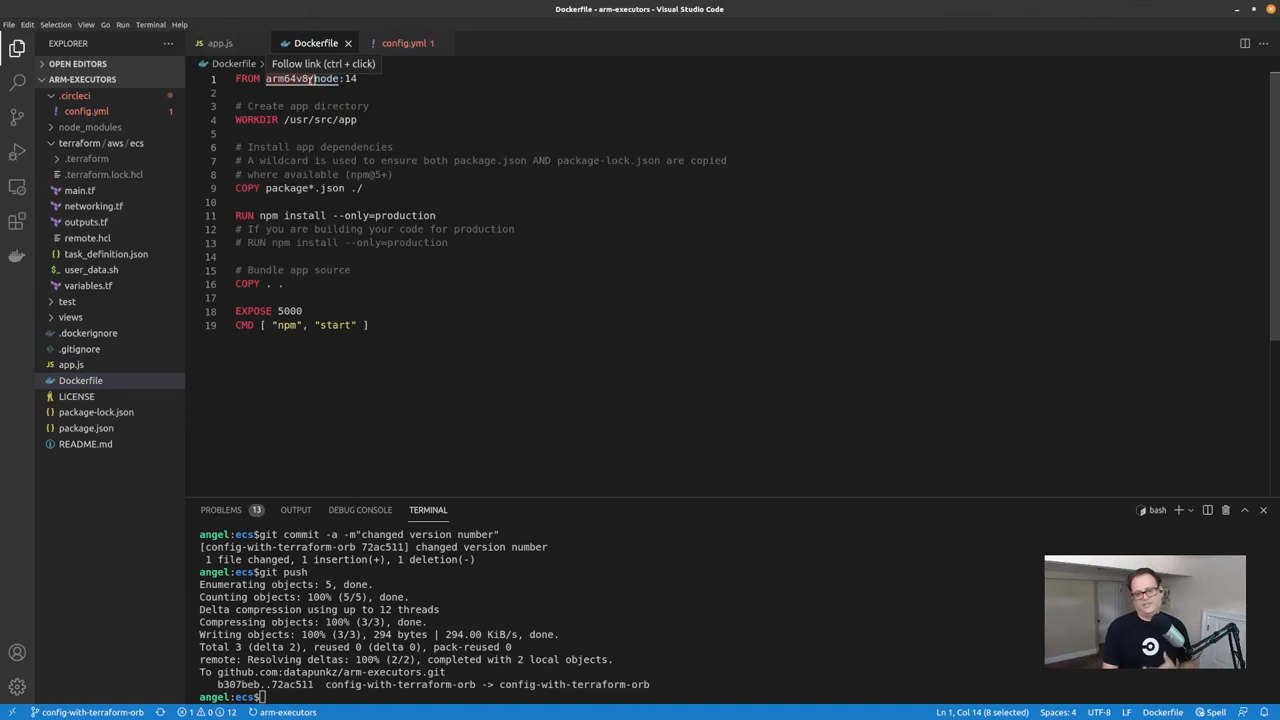 Dockerfile - arm-executors - Visual Studio Code
File Edit Selection View Go Run Terminal Help
EXPLORER
OPEN EDITORS
ARM-EXECUTORS
.circleci
config.yml 1
node_modules
terraform / aws / ecs
.terraform
.terraform.lock.hcl
main.tf
networking.tf
outputs.tf
remote.hcl
task_definition.json
user_data.sh
variables.tf
test
views
.dockerignore
.gitignore
app.js
Dockerfile
LICENSE
package-lock.json
package.json
README.md
app.js Dockerfile config.yml 1
Dockerfile > Follow link (ctrl + click)
1 FROM arm64v8/node:14
2
3 # Create app directory
4 WORKDIR /usr/src/app
5
6 # Install app dependencies
7 # A wildcard is used to ensure both package.json AND package-lock.json are copied
8 # where available (npm@5+)
9 COPY package*.json ./
10
11 RUN npm install --only=production
12 # If you are building your code for production
13 # RUN npm install --only=production
14
15 # Bundle app source
16 COPY . .
17
18 EXPOSE 5000
19 CMD [ "npm", "start" ]
PROBLEMS 13 OUTPUT DEBUG CONSOLE TERMINAL
bash
angel:ecs$git commit -a -m"changed version number"
[config-with-terraform-orb 72ac511] changed version number
1 file changed, 1 insertion(+), 1 deletion(-)
angel:ecs$git push
Enumerating objects: 5, done.
Counting objects: 100% (5/5), done.
Delta compression using up to 12 threads
Compressing objects: 100% (3/3), done.
Writing objects: 100% (3/3), 294 bytes | 294.00 KiB/s, done.
Total 3 (delta 2), reused 0 (delta 0), pack-reused 0
remote: Resolving deltas: 100% (2/2), completed with 2 local objects.
To github.com:datapunkz/arm-executors.git
b307beb..72ac511 config-with-terraform-orb -> config-with-terraform-orb
angel:ecs$
config-with-terraform-orb 1 0 12 arm-executors Ln 1, Col 14 (8 selected) Spaces: 4 UTF-8 LF Dockerfile Spell